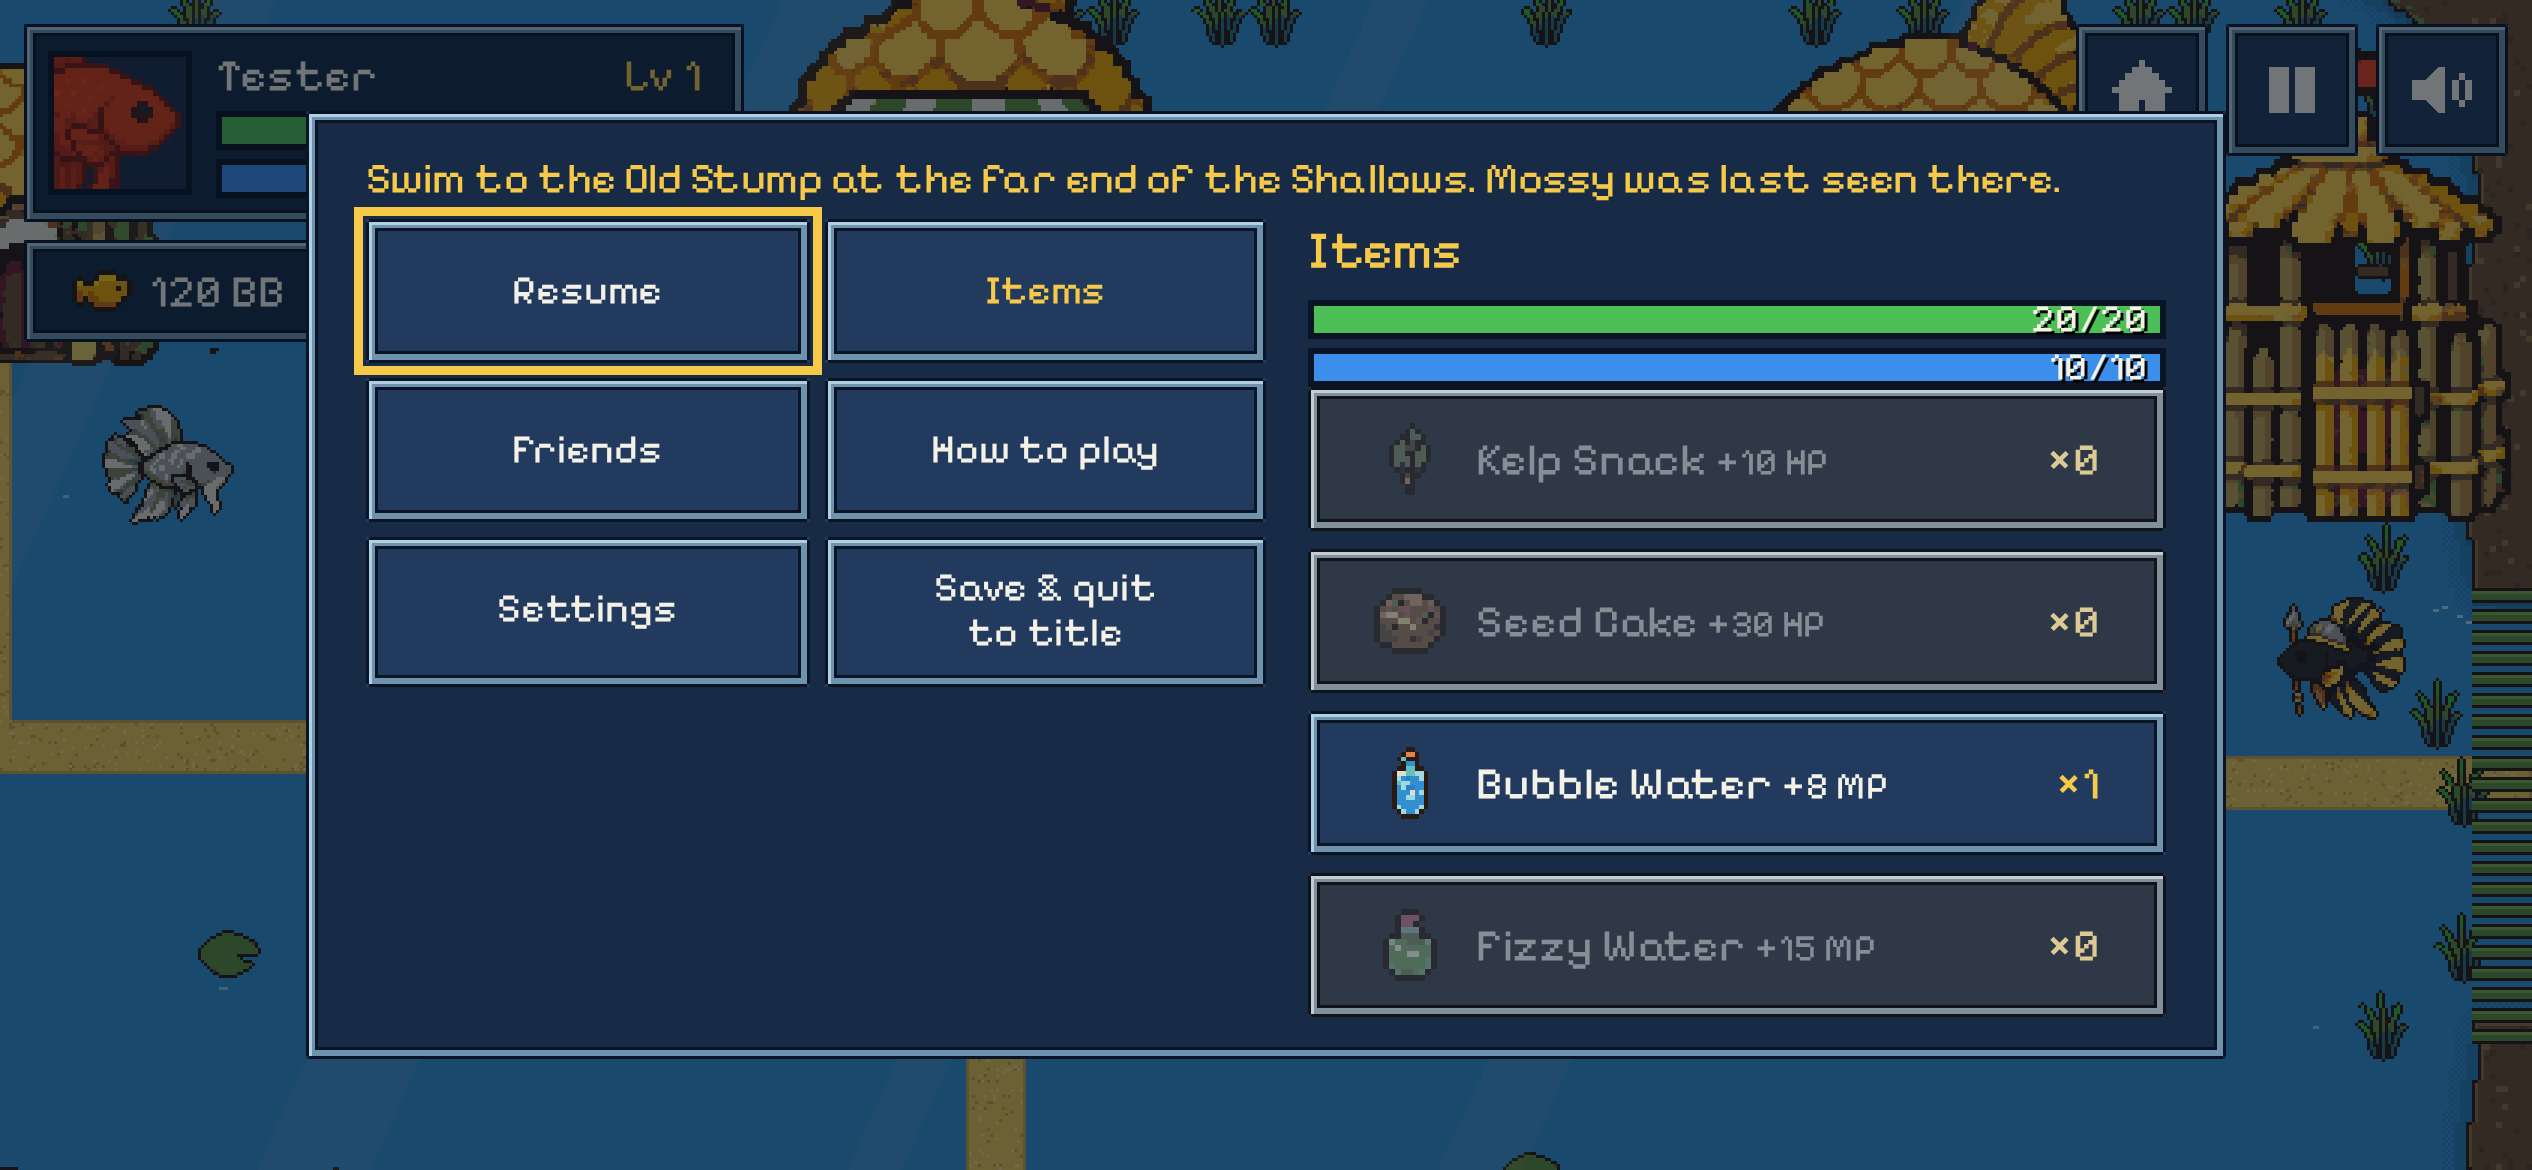 Tester Lv 1
120 BB
Swim to the Old Stump at the far end of the Shallows. Mossy was last seen there.
Resume
Items
Friends
How to play
Settings
Save & quit
to title
Items
20/20
10/10
Kelp Snack +10 HP ×0
Seed Cake +30 HP ×0
Bubble Water +8 MP ×1
Fizzy Water +15 MP ×0